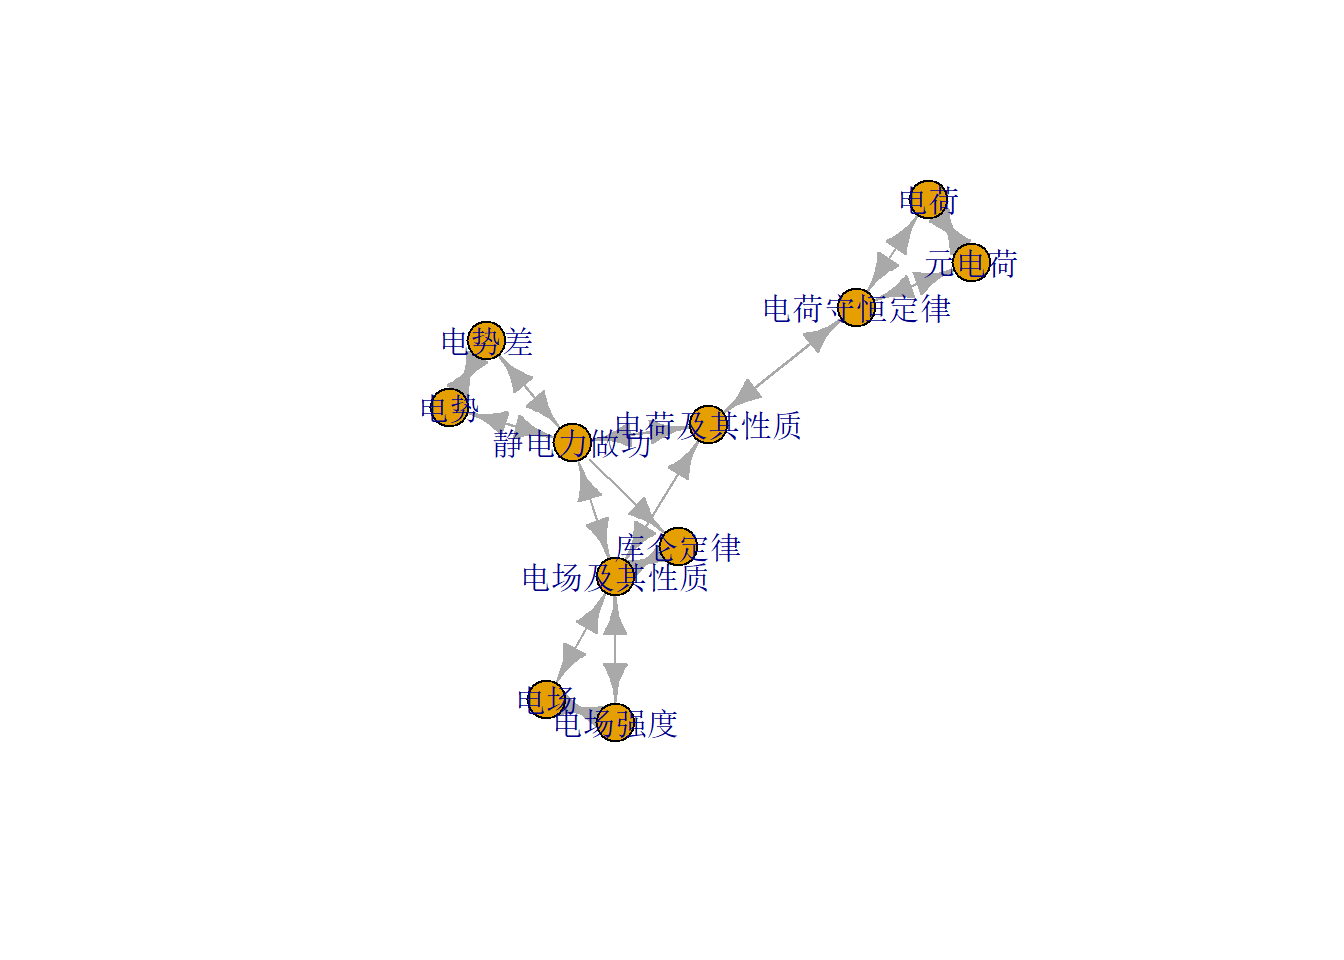 电荷
元电荷
电荷守恒定律
电势差
电势
电荷及其性质
静电力做功
库仑定律
电场及其性质
电场
电场强度